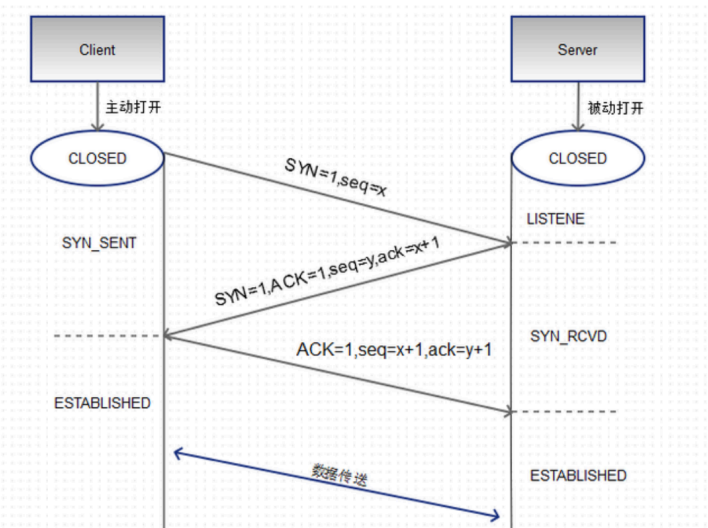 Client
Server
主动打开
被动打开
CLOSED
CLOSED
SYN=1,seq=x
LISTENE
SYN_SENT
SYN=1,ACK=1,seq=y,ack=x+1
SYN_RCVD
ACK=1,seq=x+1,ack=y+1
ESTABLISHED
数据传送
ESTABLISHED